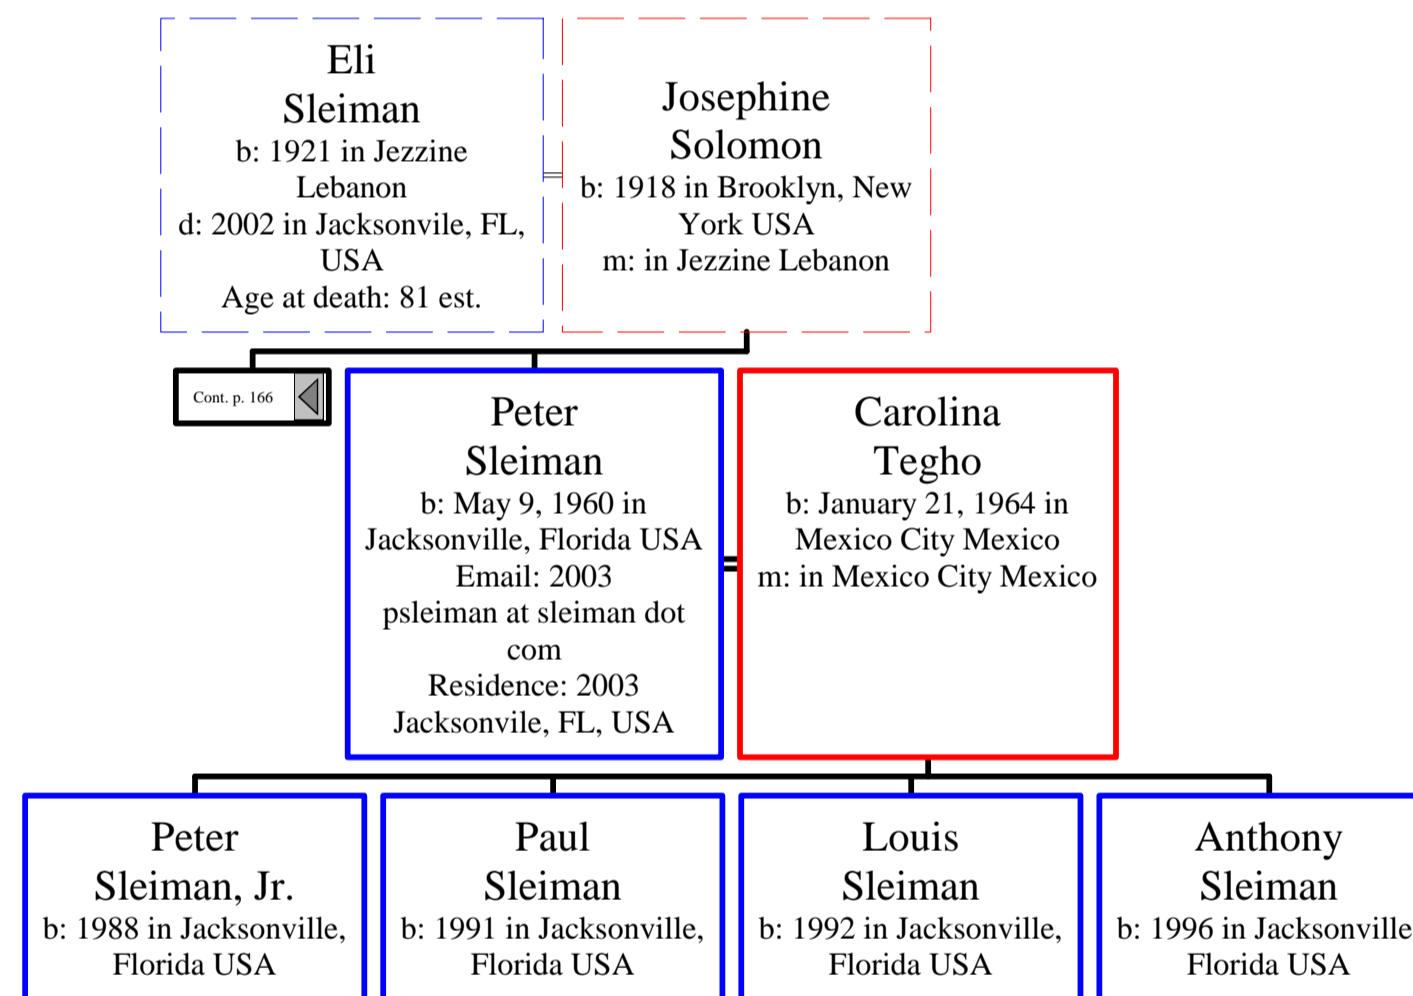 Eli
Sleiman
b: 1921 in Jezzine
Lebanon
d: 2002 in Jacksonvile, FL,
USA
Age at death: 81 est.
Josephine
Solomon
b: 1918 in Brooklyn, New
York USA
m: in Jezzine Lebanon
Cont. p. 166
Peter
Sleiman
b: May 9, 1960 in
Jacksonville, Florida USA
Email: 2003
psleiman at sleiman dot
com
Residence: 2003
Jacksonvile, FL, USA
Carolina
Tegho
b: January 21, 1964 in
Mexico City Mexico
m: in Mexico City Mexico
Peter
Sleiman, Jr.
b: 1988 in Jacksonville,
Florida USA
Paul
Sleiman
b: 1991 in Jacksonville,
Florida USA
Louis
Sleiman
b: 1992 in Jacksonville,
Florida USA
Anthony
Sleiman
b: 1996 in Jacksonville
Florida USA